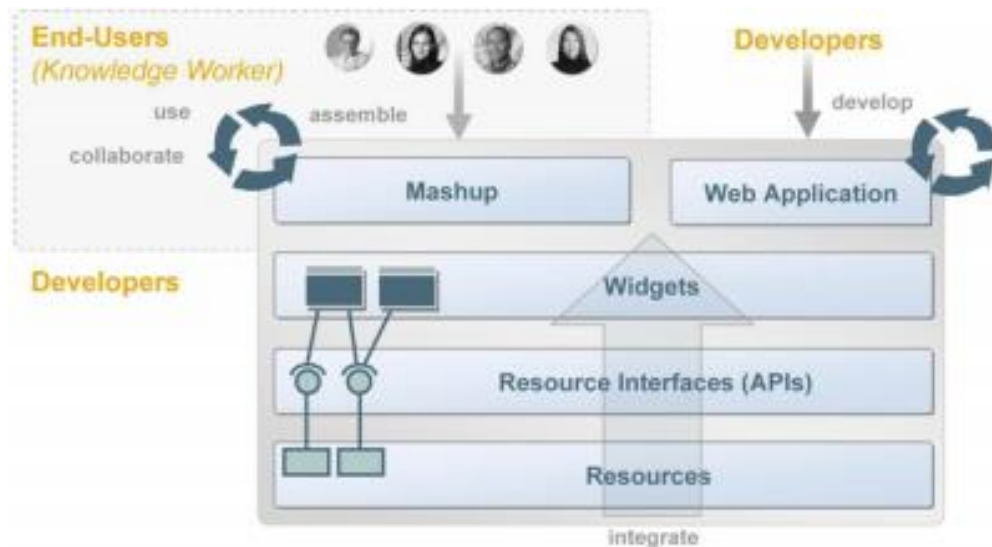 End-Users
(Knowledge Worker)
Developers
use
assemble
develop
collaborate
Mashup
Web Application
Developers
Widgets
Resource Interfaces (APIs)
Resources
integrate